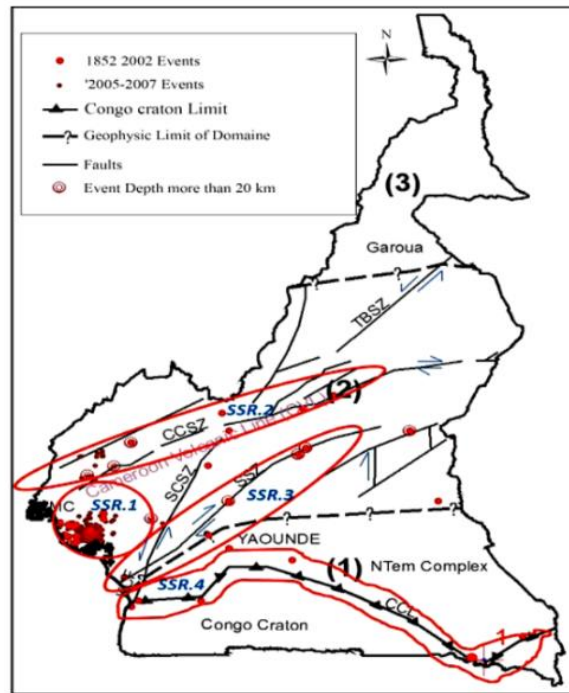 N
1852 2002 Events
'2005-2007 Events
Congo craton Limit
? Geophysic Limit of Domaine
Faults
Event Depth more than 20 km
(3)
Garoua
? ? ?
TBSZ
(2)
SSR.2
CCSZ
Cameroon Volcanic Line (CVL)
SCSZ
SSZ
SSR.3
MC
SSR.1
? ? ?
YAOUNDE
(1)
NTem Complex
SSR.4
CCL
Congo Craton
1